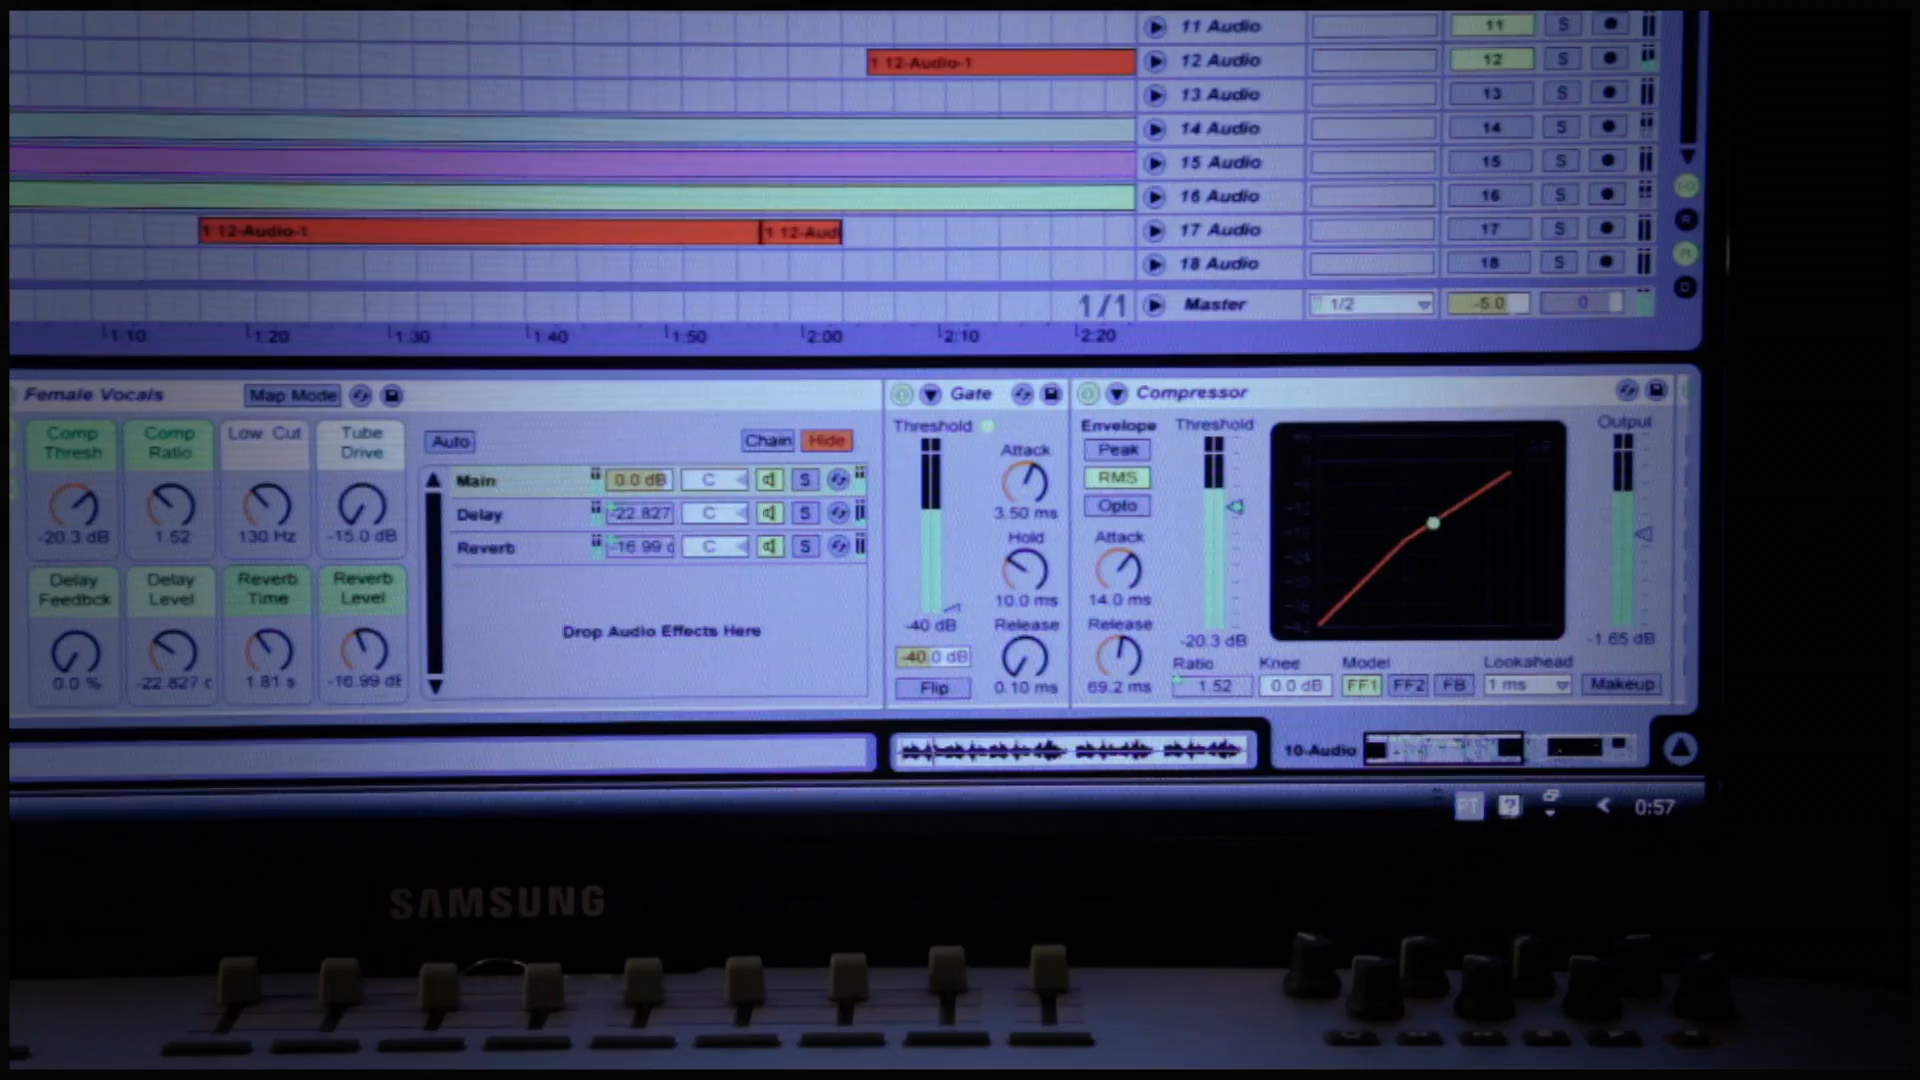 11 Audio 11 S
1 12-Audio-1 12 Audio 12 S
13 Audio 13 S
14 Audio 14 S
15 Audio 15 S
16 Audio 16 S
1 12-Audio-1 1 12-Audi 17 Audio 17 S
18 Audio 18 S
1/1 Master 1/2 -5.0 0
1:10 1:20 1:30 1:40 1:50 2:00 2:10 2:20
Female Vocals Map Mode Gate Compressor
Comp Thresh
-20.3 dB
Comp Ratio
1.52
Low Cut
130 Hz
Tube Drive
-15.0 dB
Delay Feedbck
0.0 %
Delay Level
-22.827 d
Reverb Time
1.81 s
Reverb Level
-16.99 dB
Auto Chain Hide
Main 0.0 dB C S
Delay -22.827 C S
Reverb -16.99 d C S
Drop Audio Effects Here
Threshold
-40 dB
-40.0 dB
Flip
Attack
3.50 ms
Hold
10.0 ms
Release
0.10 ms
Envelope
Peak
RMS
Opto
Attack
14.0 ms
Release
69.2 ms
Threshold
-20.3 dB
Output
-1.65 dB
Ratio
1.52
Knee
0.0 dB
Model
FF1 FF2 FB
Lookahead
1 ms
Makeup
10-Audio
PT ? 0:57
SAMSUNG